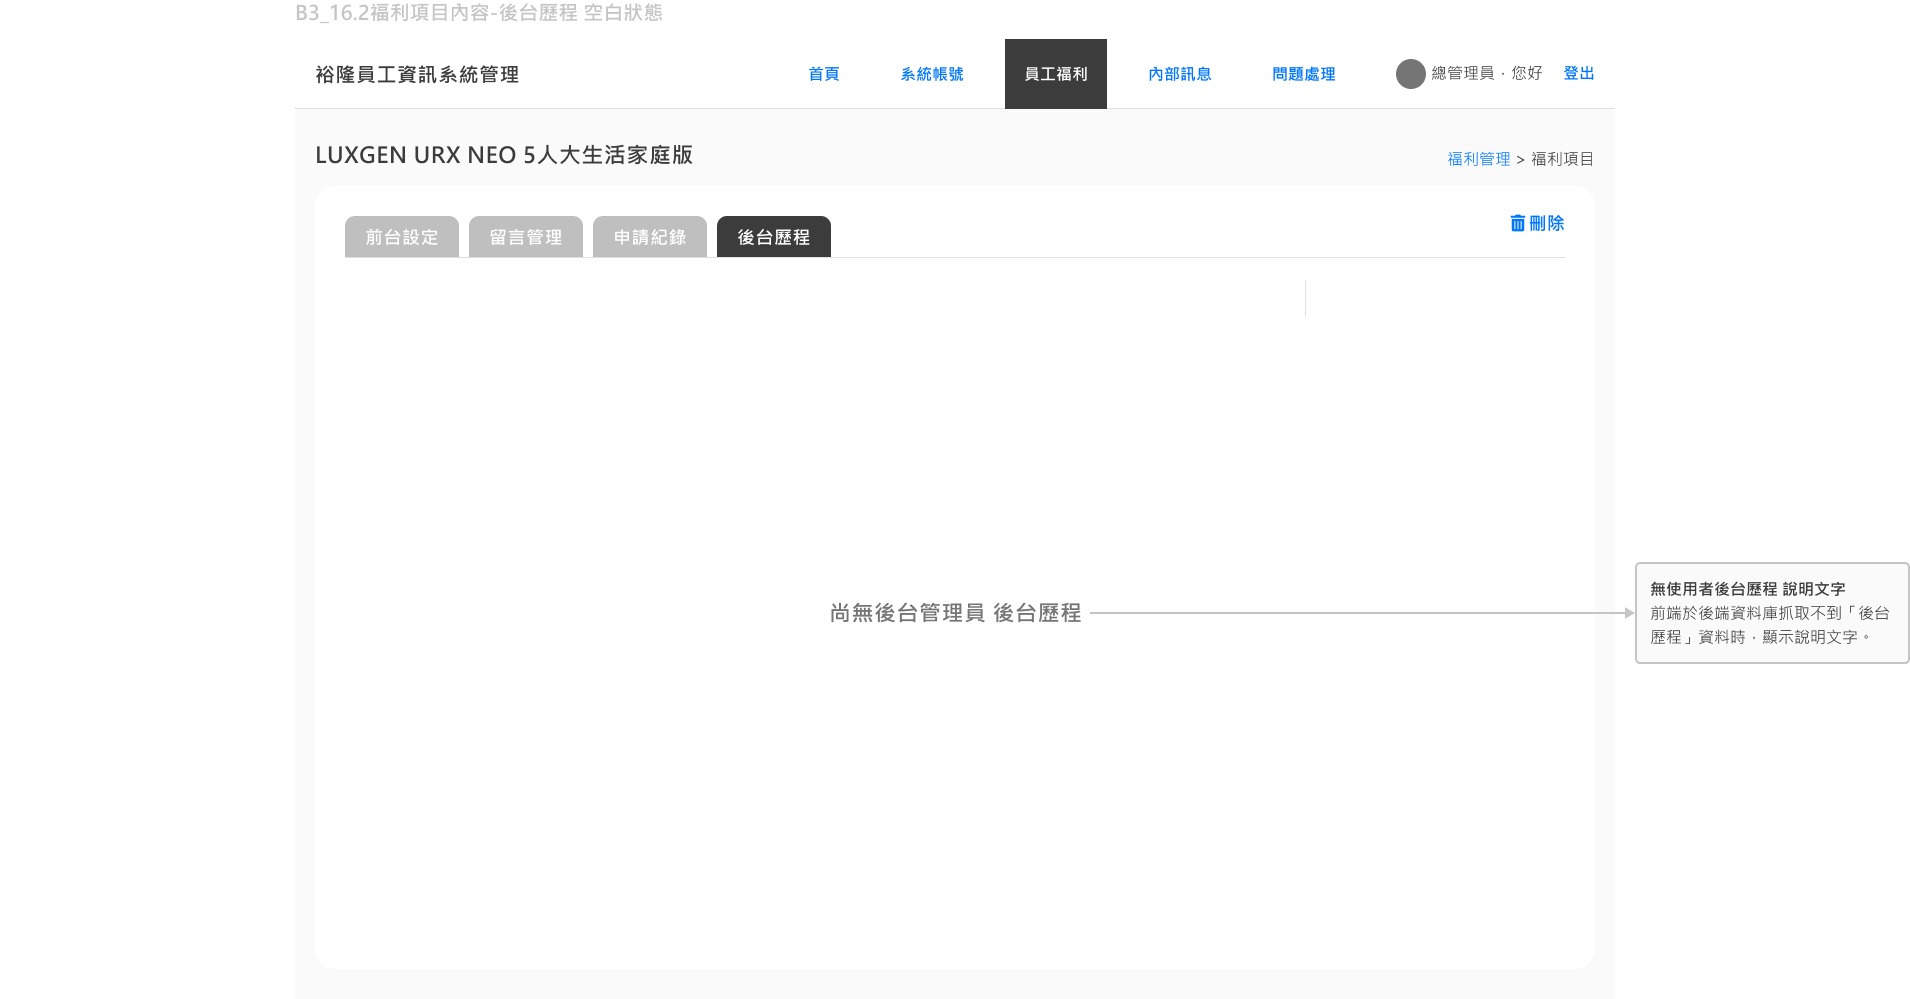 B3_16.2福利項目內容-後台歷程 空白狀態
裕隆員工資訊系統管理
首頁
系統帳號
員工福利
內部訊息
問題處理
總管理員，您好
登出
LUXGEN URX NEO 5人大生活家庭版
福利管理 > 福利項目
前台設定
留言管理
申請紀錄
後台歷程
刪除
尚無後台管理員 後台歷程
無使用者後台歷程 說明文字
前端於後端資料庫抓取不到「後台
歷程」資料時，顯示說明文字。